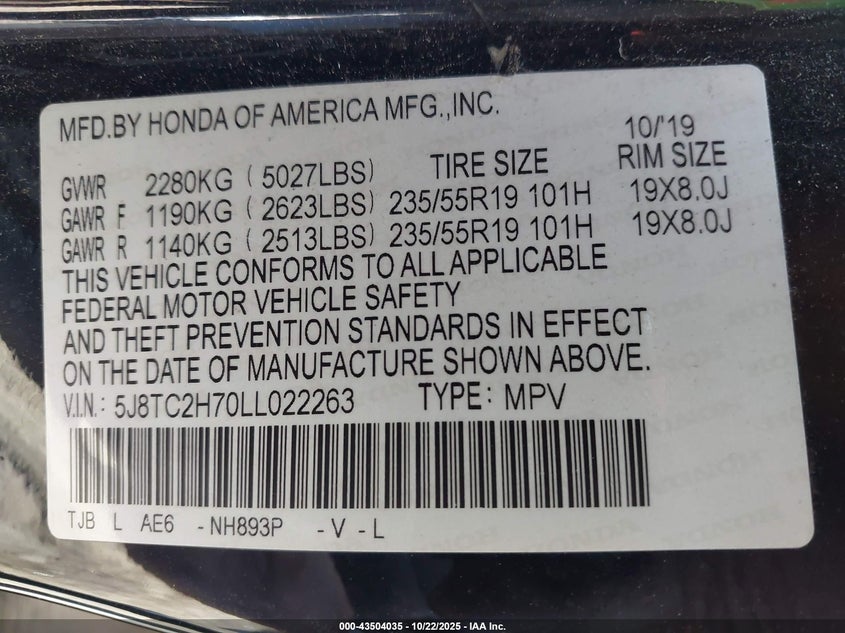 MFD.BY HONDA OF AMERICA MFG.,INC.
10/'19
TIRE SIZE RIM SIZE
GVWR 2280KG ( 5027LBS)
GAWR F 1190KG ( 2623LBS) 235/55R19 101H 19X8.0J
GAWR R 1140KG ( 2513LBS) 235/55R19 101H 19X8.0J
THIS VEHICLE CONFORMS TO ALL APPLICABLE
FEDERAL MOTOR VEHICLE SAFETY
AND THEFT PREVENTION STANDARDS IN EFFECT
ON THE DATE OF MANUFACTURE SHOWN ABOVE.
V.I.N.: 5J8TC2H70LL022263 TYPE: MPV
TJB L AE6 -NH893P -V -L
000-43504035 - 10/22/2025 - IAA Inc.